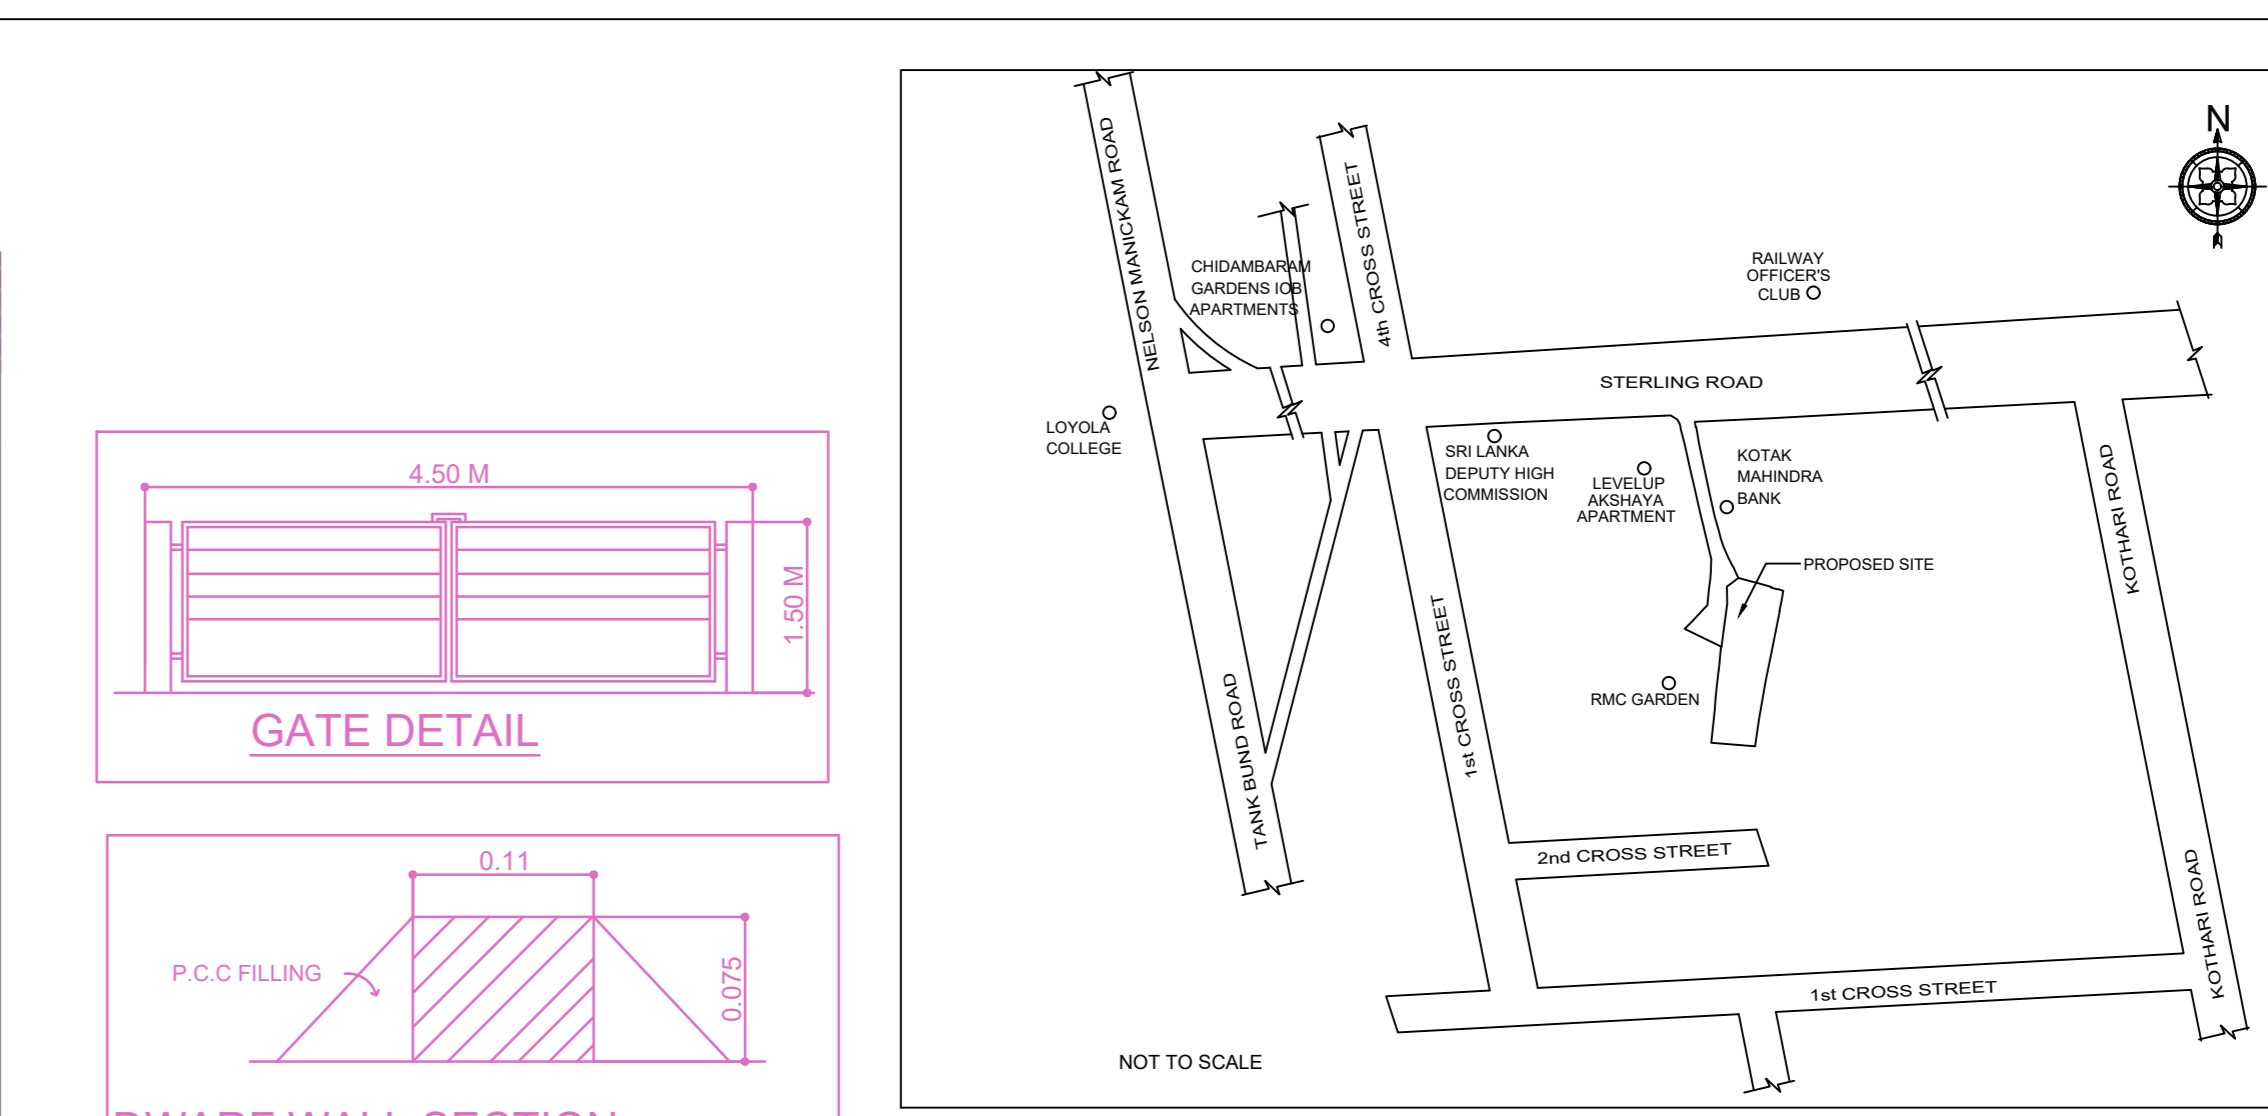 N
NELSON MANICKAM ROAD
4th CROSS STREET
CHIDAMBARAM
GARDENS IOB
APARTMENTS
RAILWAY
OFFICER'S
CLUB
STERLING ROAD
LOYOLA
COLLEGE
SRI LANKA
DEPUTY HIGH
COMMISSION
LEVELUP
AKSHAYA
APARTMENT
KOTAK
MAHINDRA
BANK
KOTHARI ROAD
PROPOSED SITE
1st CROSS STREET
RMC GARDEN
TANK BUND ROAD
2nd CROSS STREET
KOTHARI ROAD
1st CROSS STREET
NOT TO SCALE
4.50 M
1.50 M
GATE DETAIL
0.11
P.C.C FILLING
0.075
DWARF WALL SECTION